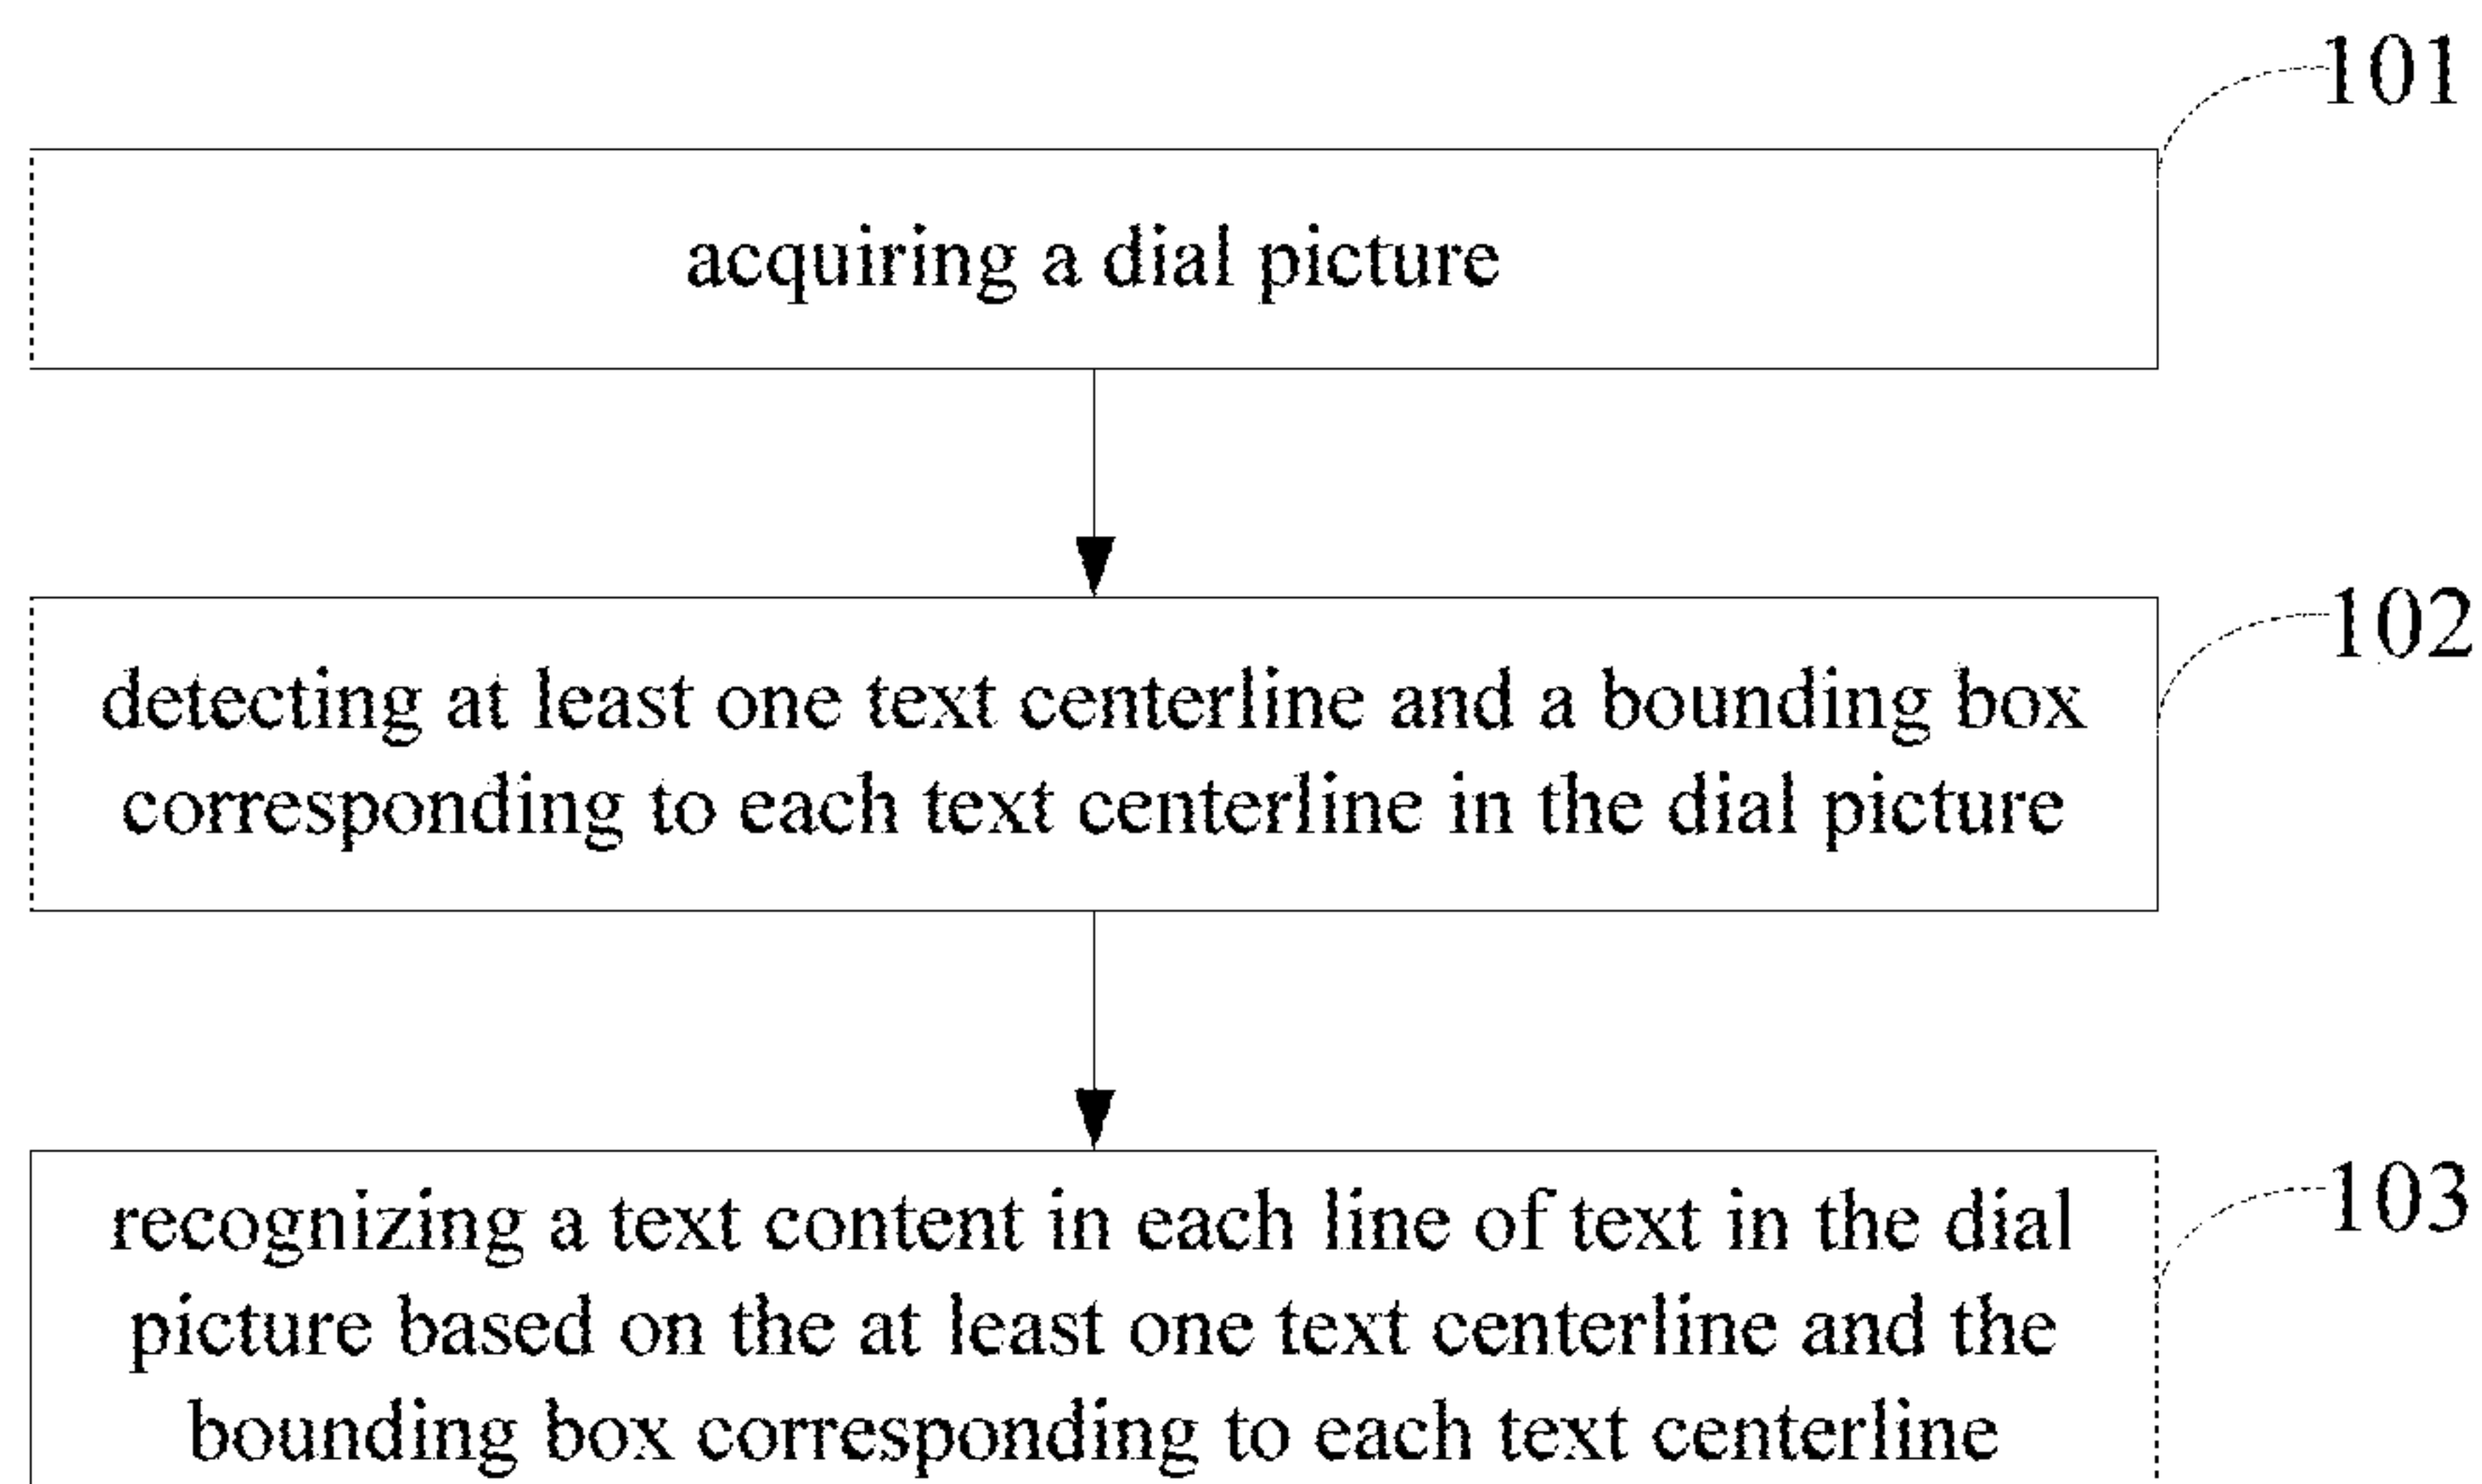 101
acquiring a dial picture
102
detecting at least one text centerline and a bounding box
corresponding to each text centerline in the dial picture
103
recognizing a text content in each line of text in the dial
picture based on the at least one text centerline and the
bounding box corresponding to each text centerline